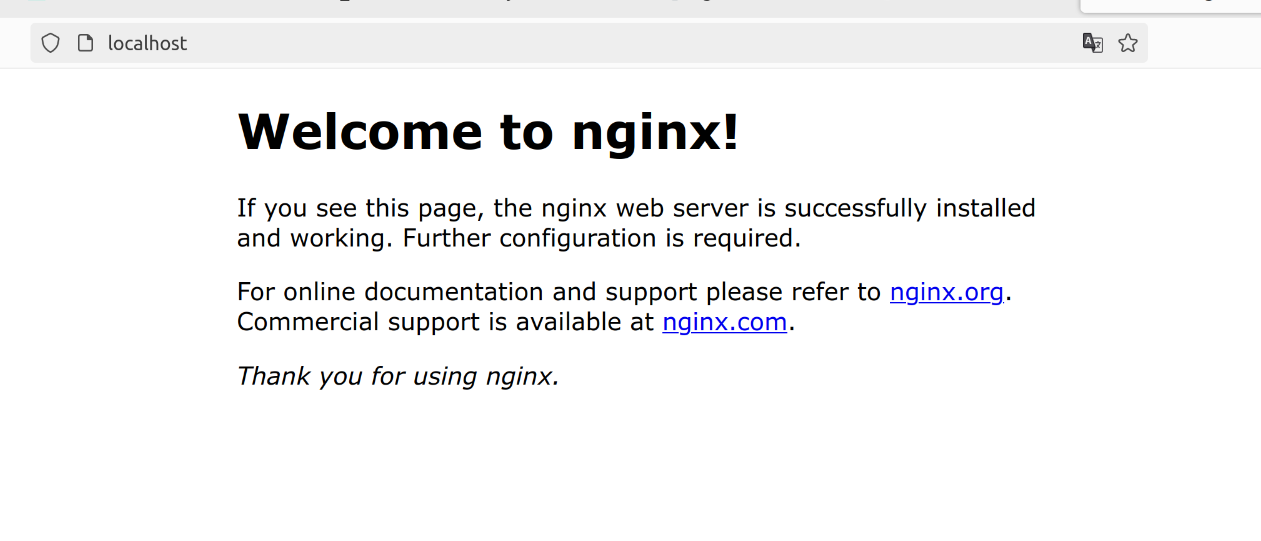 localhost
Welcome to nginx!
If you see this page, the nginx web server is successfully installed
and working. Further configuration is required.
For online documentation and support please refer to nginx.org.
Commercial support is available at nginx.com.
Thank you for using nginx.